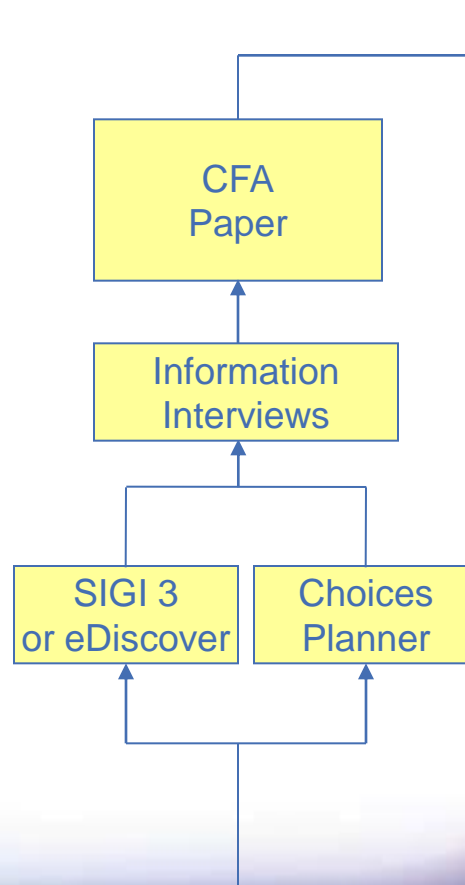 CFA
Paper
Information
Interviews
SIGI 3
or eDiscover
Choices
Planner